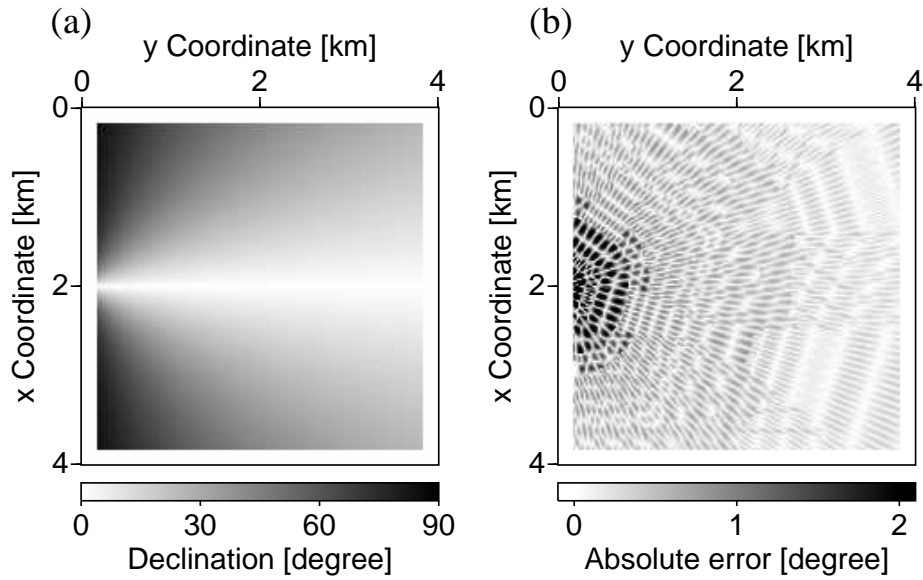 (a)
y Coordinate [km]
0 2 4
x Coordinate [km]
0
2
4
0 30 60 90
Declination [degree]
(b)
y Coordinate [km]
0 2 4
x Coordinate [km]
0
2
4
0 1 2
Absolute error [degree]